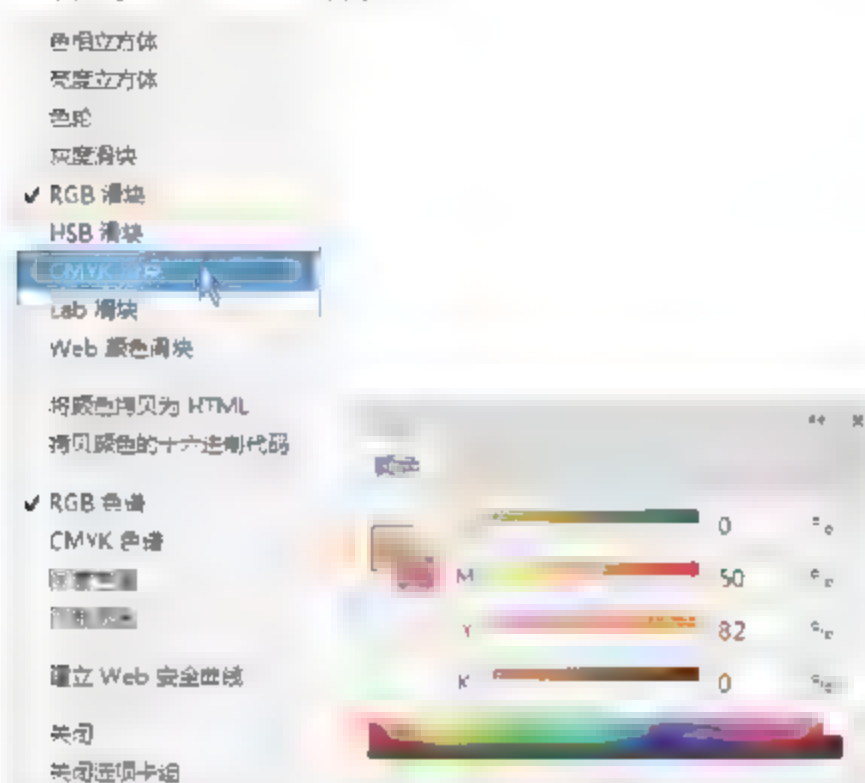 色相立方体
亮度立方体
色轮
灰度滑块
✔ RGB 滑块
HSB 滑块
CMYK 滑块
Lab 滑块
Web 颜色滑块
将颜色拷贝为 HTML
拷贝颜色的十六进制代码
✔ RGB 色谱
CMYK 色谱
建立 Web 安全曲线
关闭
关闭选项卡组
0 %
M 50 %
Y 82 %
K 0 %